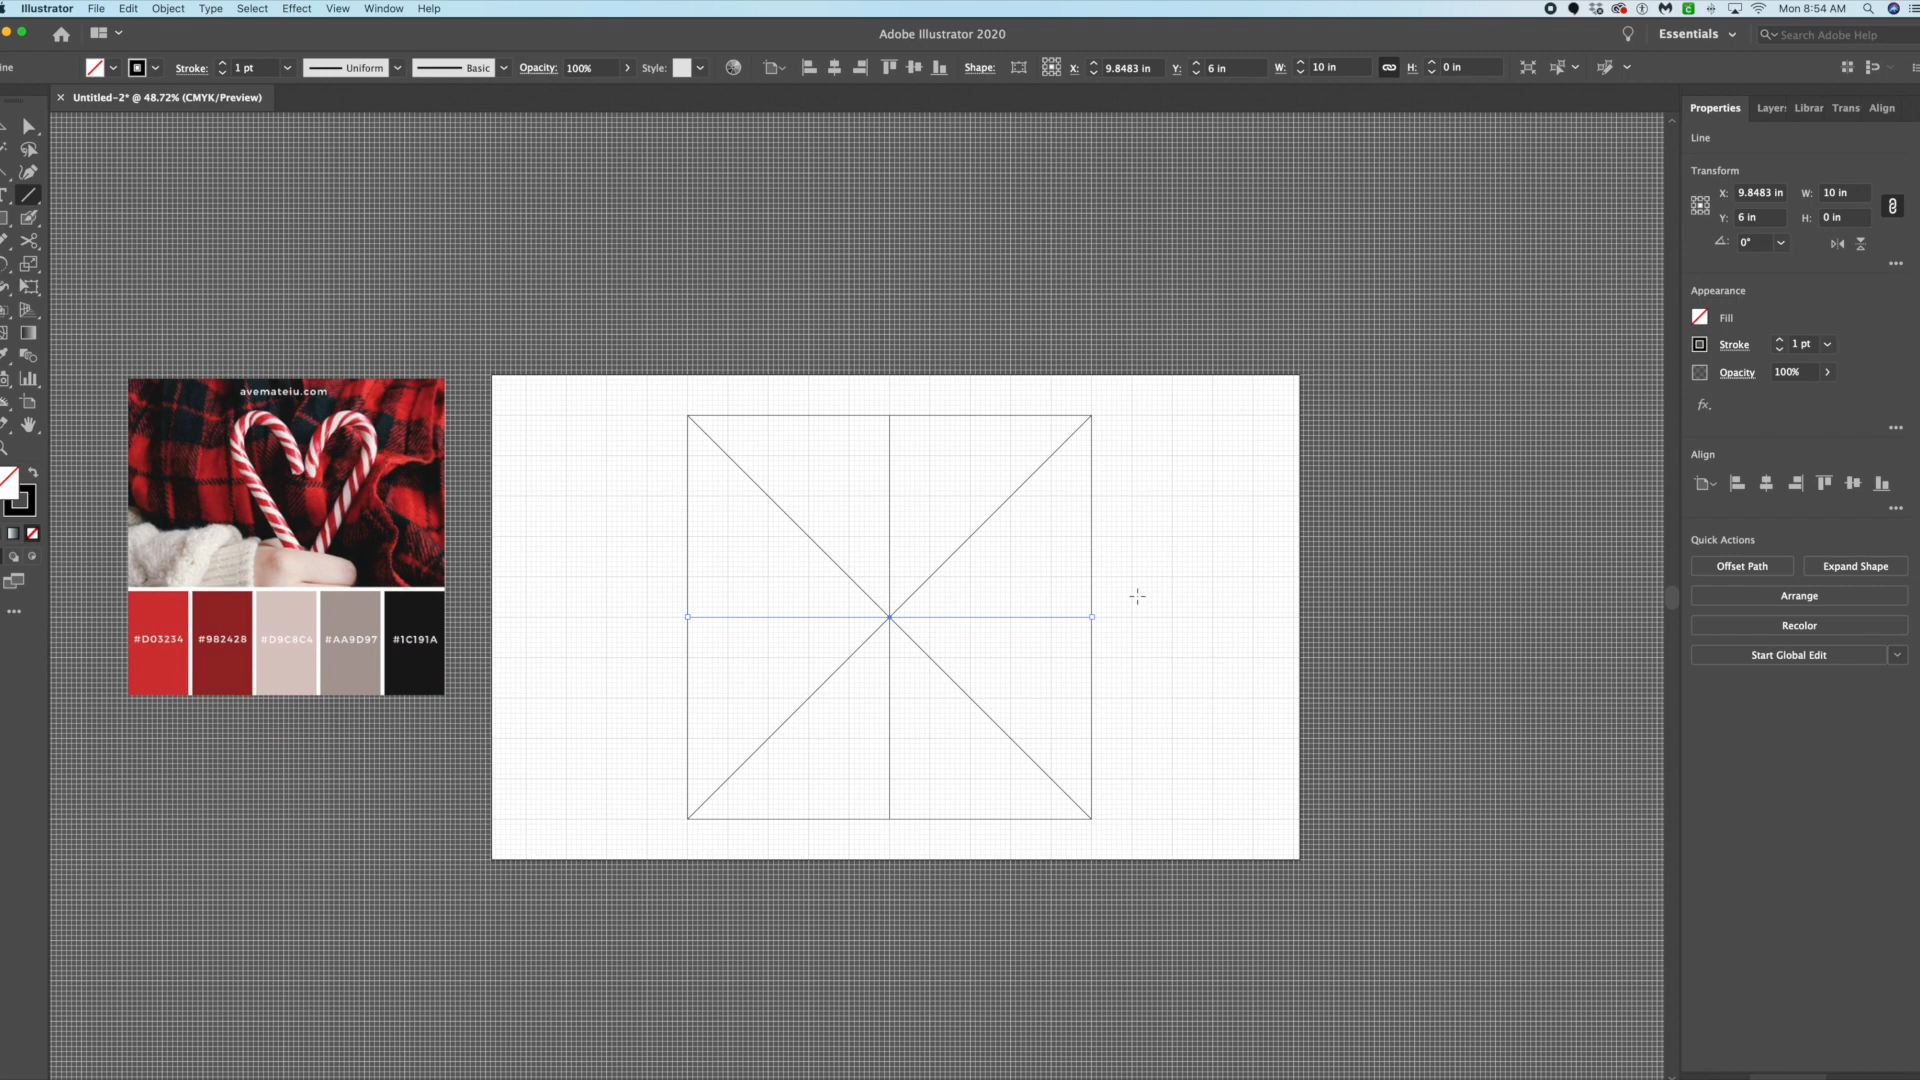 Illustrator File Edit Object Type Select Effect View Window Help
Mon 8:54 AM
Adobe Illustrator 2020
Essentials
Search Adobe Help
Stroke: 1 pt Uniform Basic Opacity: 100% Style: Shape: X: 9.8483 in Y: 6 in W: 10 in H: 0 in
Untitled-2* @ 48.72% (CMYK/Preview)
Properties Layers Librar Trans Align
Line
Transform
X: 9.8483 in W: 10 in
Y: 6 in H: 0 in
0°
Appearance
Fill
Stroke 1 pt
Opacity 100%
fx.
Align
Quick Actions
Offset Path Expand Shape
Arrange
Recolor
Start Global Edit
avemateiu.com
#D03234 #982428 #D9C8C4 #AA9D97 #1C191A